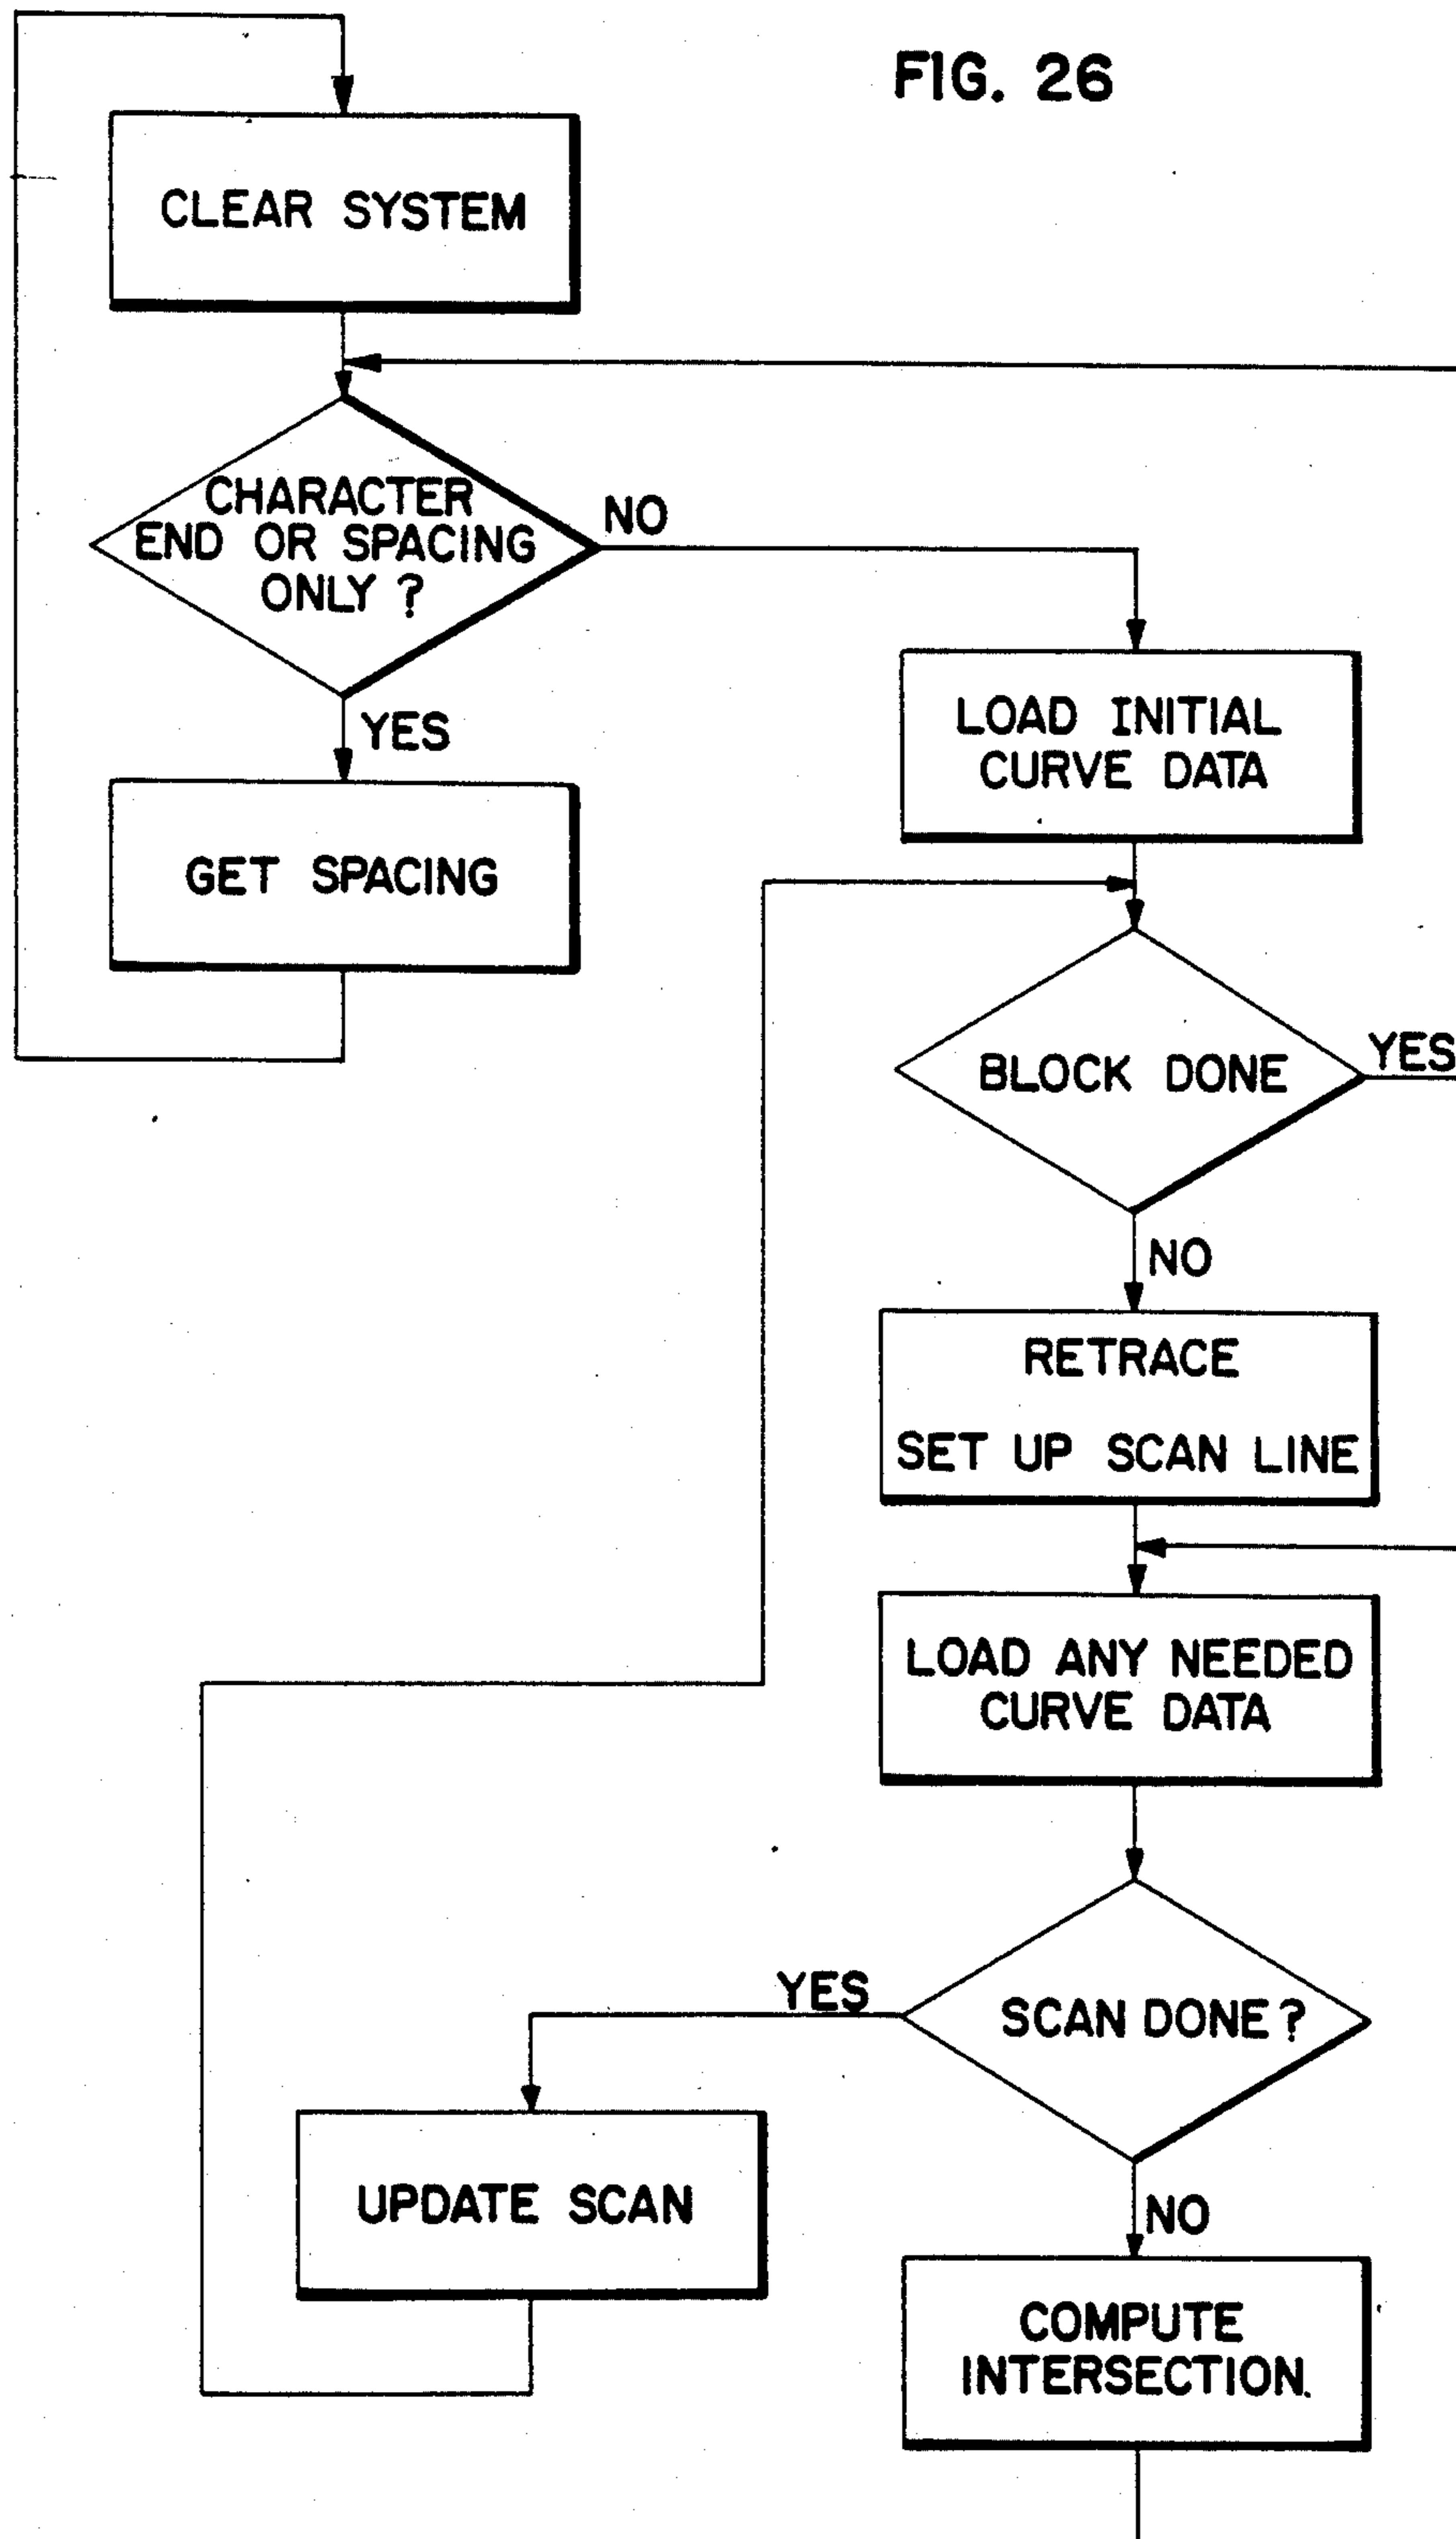 FIG. 26
CLEAR SYSTEM
CHARACTER
END OR SPACING
ONLY ?
NO
YES
GET SPACING
LOAD INITIAL
CURVE DATA
BLOCK DONE
YES
NO
RETRACE
SET UP SCAN LINE
LOAD ANY NEEDED
CURVE DATA
SCAN DONE ?
YES
UPDATE SCAN
NO
COMPUTE
INTERSECTION.